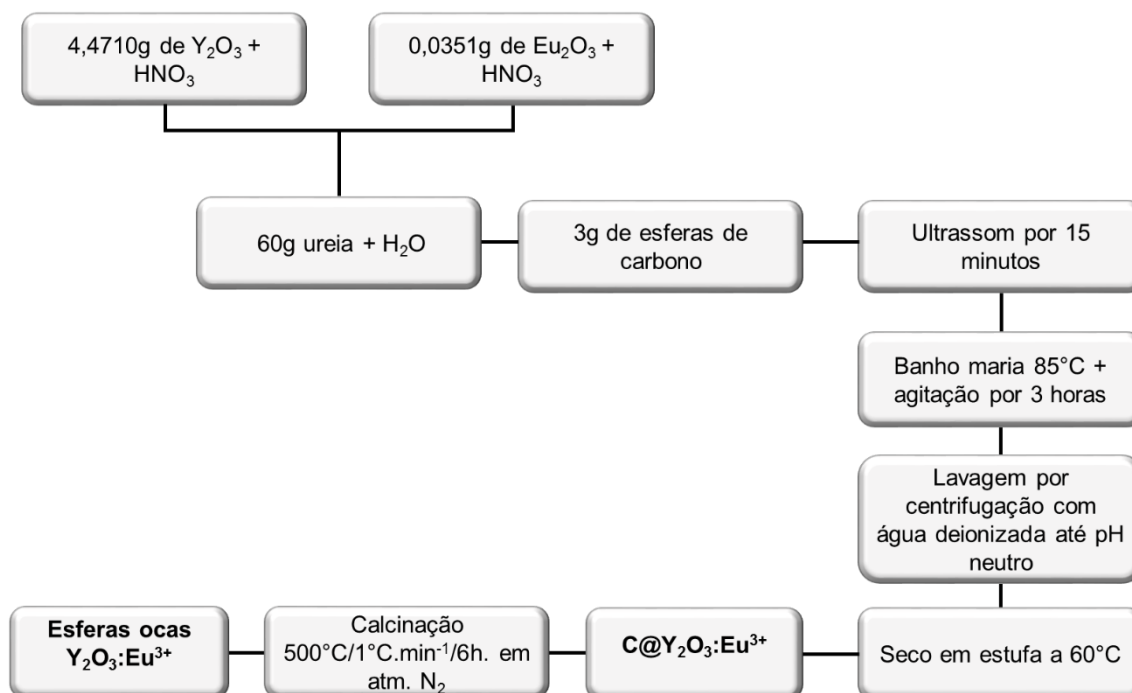 4,4710g de Y₂O₃ +
HNO₃
0,0351g de Eu₂O₃ +
HNO₃
60g ureia + H₂O
3g de esferas de
carbono
Ultrassom por 15
minutos
Banho maria 85°C +
agitação por 3 horas
Lavagem por
centrifugação com
água deionizada até pH
neutro
Seco em estufa a 60°C
C@Y₂O₃:Eu³⁺
Calcinação
500°C/1°C.min⁻¹/6h. em
atm. N₂
Esferas ocas
Y₂O₃:Eu³⁺